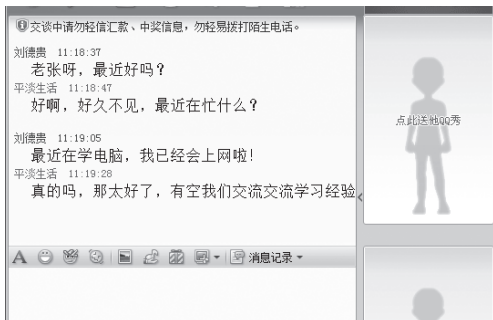 交谈中请勿轻信汇款、中奖信息，勿轻易拨打陌生电话。
刘德贵 11:18:37
老张呀，最近好吗？
平淡生活 11:18:47
好啊，好久不见，最近在忙什么？
刘德贵 11:19:05
最近在学电脑，我已经会上网啦！
平淡生活 11:19:28
真的吗，那太好了，有空我们交流交流学习经验
点此送他QQ秀
A 消息记录